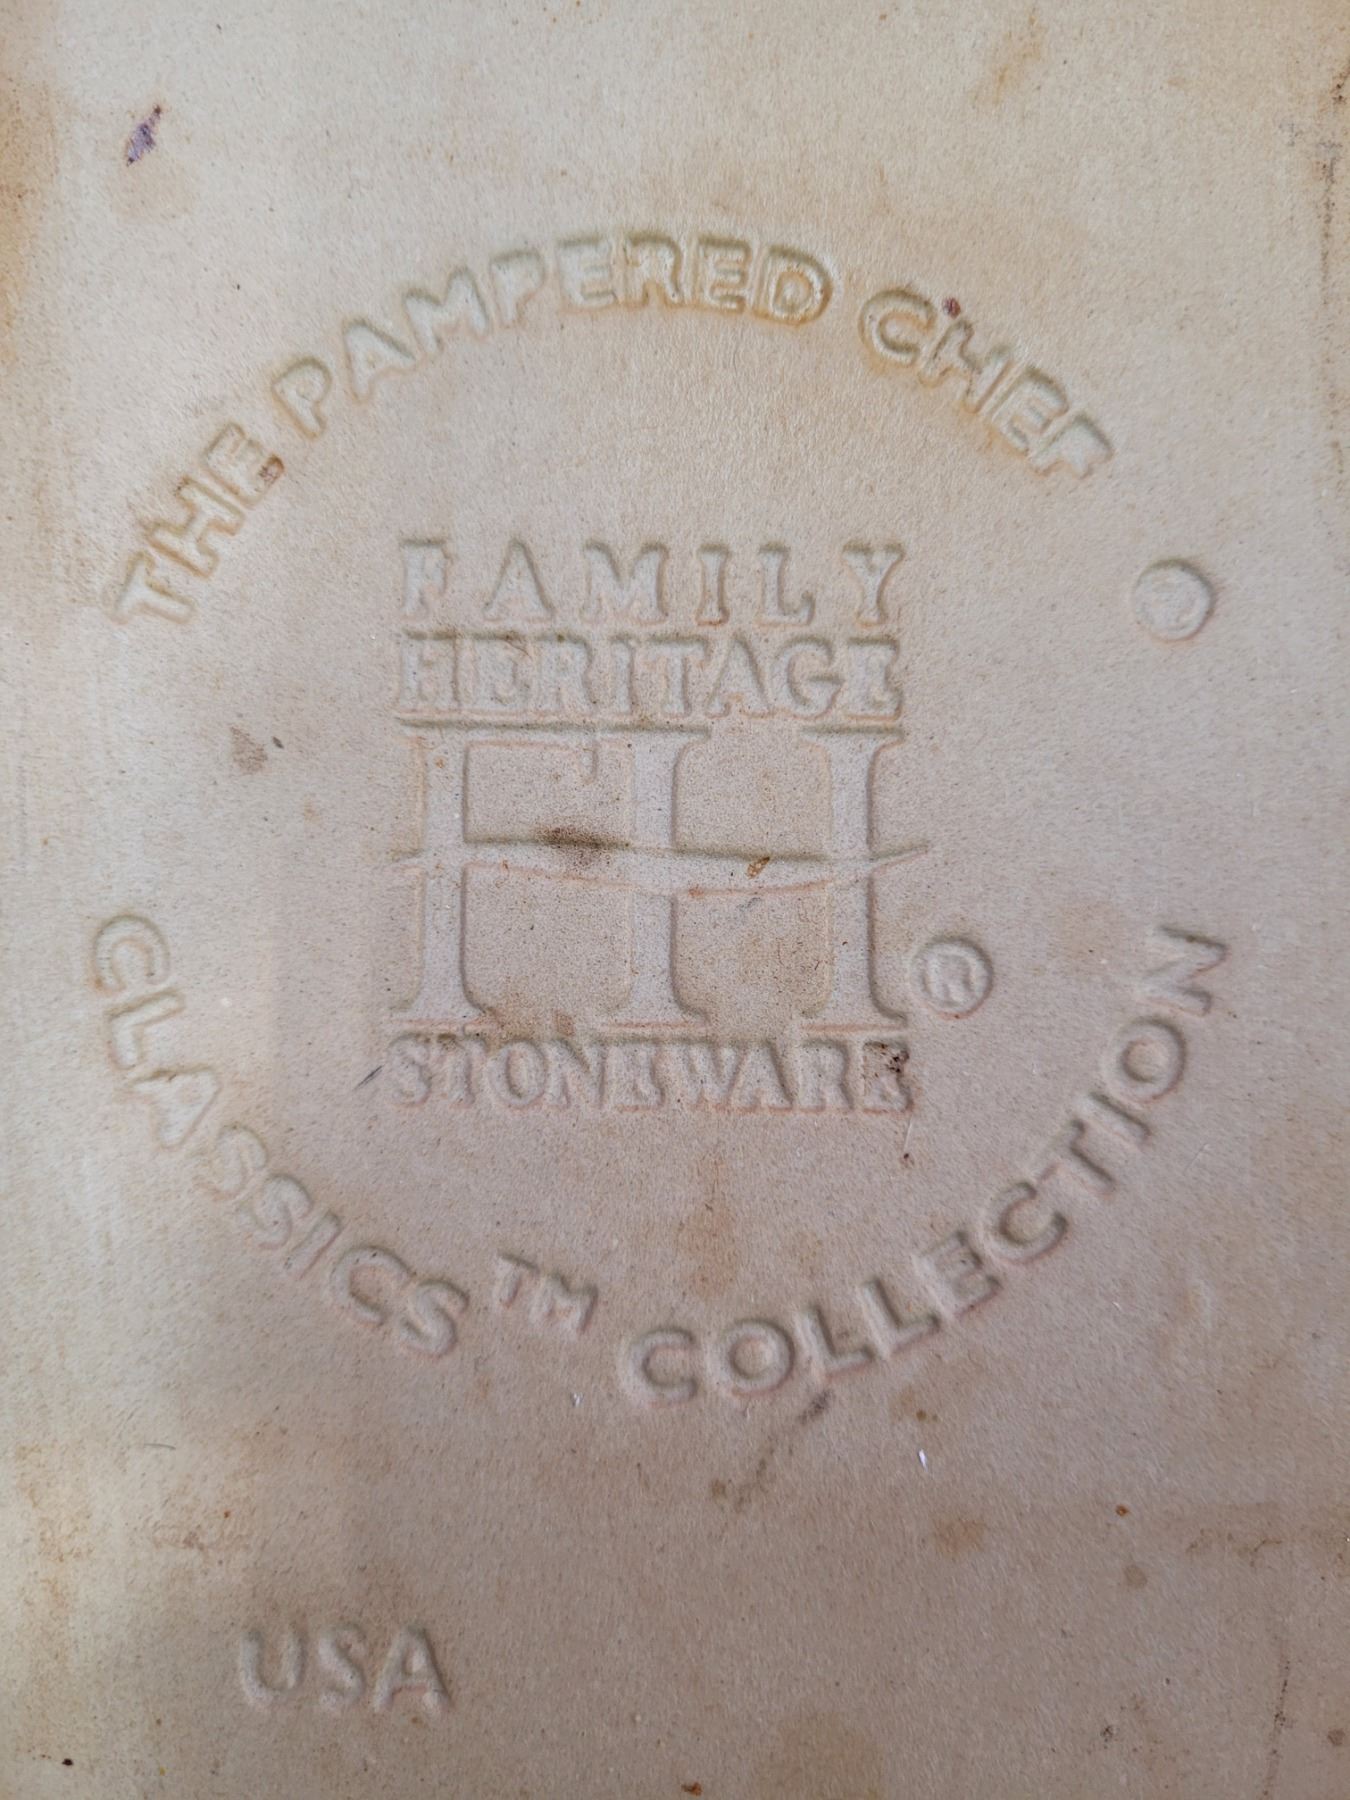 THE PAMPERED CHEF ®
FAMILY
HERITAGE
FH ®
STONEWARE
CLASSICS™ COLLECTION
USA